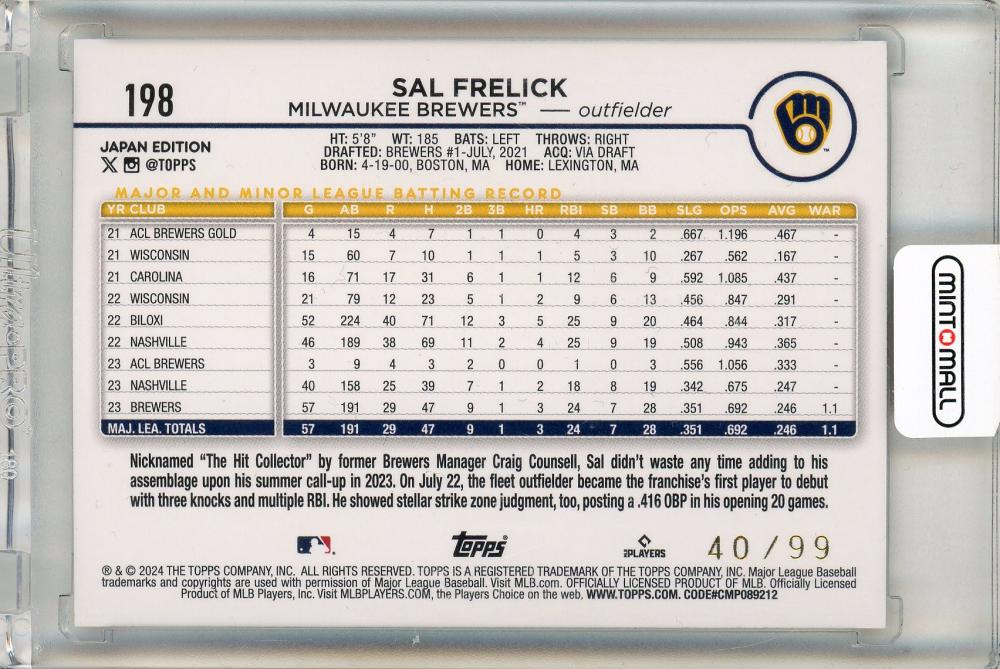 198
SAL FRELICK
MILWAUKEE BREWERS™ — outfielder
JAPAN EDITION
@TOPPS
HT: 5'8" WT: 185 BATS: LEFT THROWS: RIGHT
DRAFTED: BREWERS #1-JULY, 2021 ACQ: VIA DRAFT
BORN: 4-19-00, BOSTON, MA HOME: LEXINGTON, MA
MAJOR AND MINOR LEAGUE BATTING RECORD
YR CLUB G AB R H 2B 3B HR RBI SB BB SLG OPS AVG WAR
21 ACL BREWERS GOLD 4 15 4 7 1 1 0 4 3 2 .667 1.196 .467 -
21 WISCONSIN 15 60 7 10 1 1 1 5 3 10 .267 .562 .167 -
21 CAROLINA 16 71 17 31 6 1 1 12 6 9 .592 1.085 .437 -
22 WISCONSIN 21 79 12 23 5 1 2 9 6 13 .456 .847 .291 -
22 BILOXI 52 224 40 71 12 3 5 25 9 20 .464 .844 .317 -
22 NASHVILLE 46 189 38 69 11 2 4 25 9 19 .508 .943 .365 -
23 ACL BREWERS 3 9 4 3 2 0 0 1 0 3 .556 1.056 .333 -
23 NASHVILLE 40 158 25 39 7 1 2 18 8 19 .342 .675 .247 -
23 BREWERS 57 191 29 47 9 1 3 24 7 28 .351 .692 .246 1.1
MAJ. LEA. TOTALS 57 191 29 47 9 1 3 24 7 28 .351 .692 .246 1.1
Nicknamed “The Hit Collector” by former Brewers Manager Craig Counsell, Sal didn’t waste any time adding to his
assemblage upon his summer call-up in 2023. On July 22, the fleet outfielder became the franchise’s first player to debut
with three knocks and multiple RBI. He showed stellar strike zone judgment, too, posting a .416 OBP in his opening 20 games.
Topps
PLAYERS
40/99
® & © 2024 THE TOPPS COMPANY, INC. ALL RIGHTS RESERVED. TOPPS IS A REGISTERED TRADEMARK OF THE TOPPS COMPANY, INC. Major League Baseball
trademarks and copyrights are used with permission of Major League Baseball. Visit MLB.com. OFFICIALLY LICENSED PRODUCT OF MLB. Officially Licensed
Product of MLB Players, Inc. Visit MLBPLAYERS.COM, the Players Choice on the web. WWW.TOPPS.COM. CODE#CMP089212
MINT MALL
180